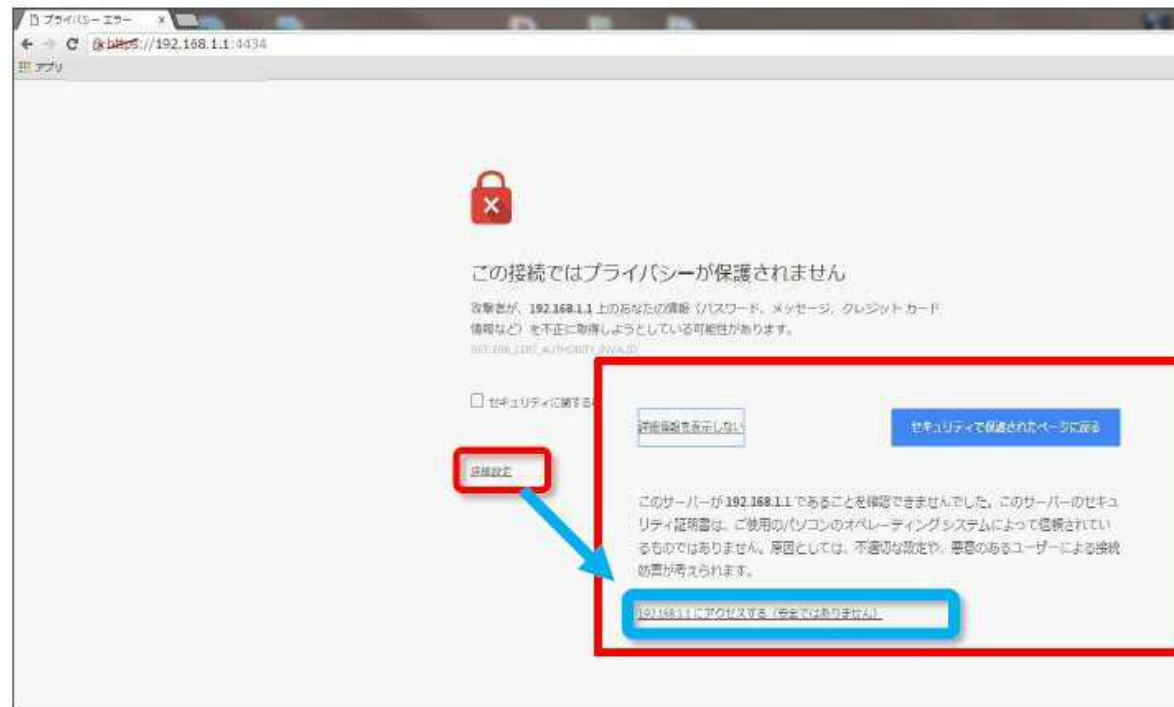 プライバシー エラー
https://192.168.1.1:4434
アプリ
この接続ではプライバシーが保護されません
攻撃者が、192.168.1.1 上のあなたの情報（パスワード、メッセージ、クレジット カード
情報など）を不正に取得しようとしている可能性があります。
NET::ERR_CERT_AUTHORITY_INVALID
セキュリティに関する
詳細情報を表示しない
セキュリティで保護されたページに戻る
詳細設定
このサーバーが 192.168.1.1 であることを確認できませんでした。このサーバーのセキュ
リティ証明書は、ご使用のパソコンのオペレーティング システムによって信頼されてい
るものではありません。原因としては、不適切な設定や、悪意のあるユーザーによる接続
妨害が考えられます。
192.168.1.1 にアクセスする（安全ではありません）